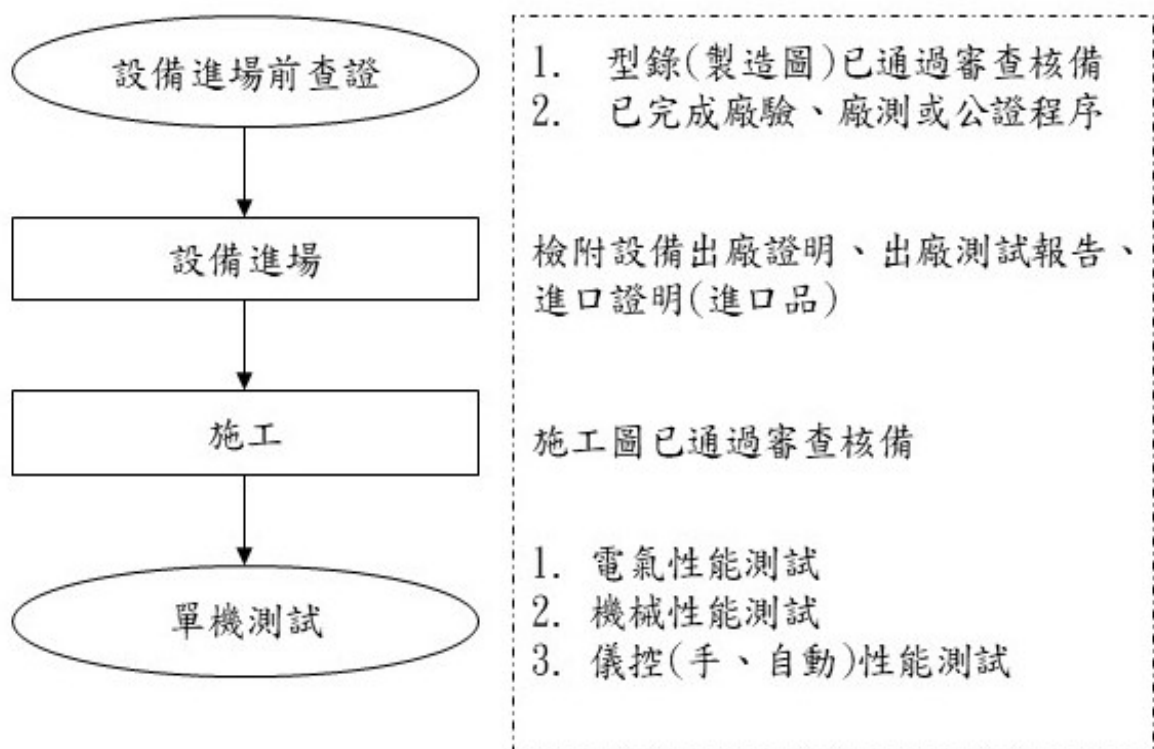 設備進場前查證
1. 型錄(製造圖)已通過審查核備
2. 已完成廠驗、廠測或公證程序
設備進場
檢附設備出廠證明、出廠測試報告、
進口證明(進口品)
施工
施工圖已通過審查核備
單機測試
1. 電氣性能測試
2. 機械性能測試
3. 儀控(手、自動)性能測試